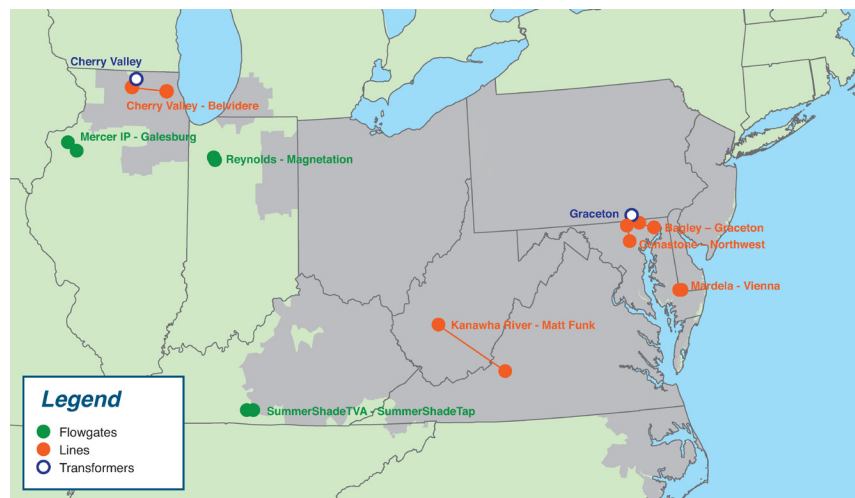 Cherry Valley
Cherry Valley - Belvidere
Mercer IP - Galesburg
Reynolds - Magnetation
Graceton
Bagley – Graceton
Conastone - Northwest
Mardela - Vienna
Kanawha River - Matt Funk
SummerShadeTVA - SummerShadeTap
Legend
Flowgates
Lines
Transformers